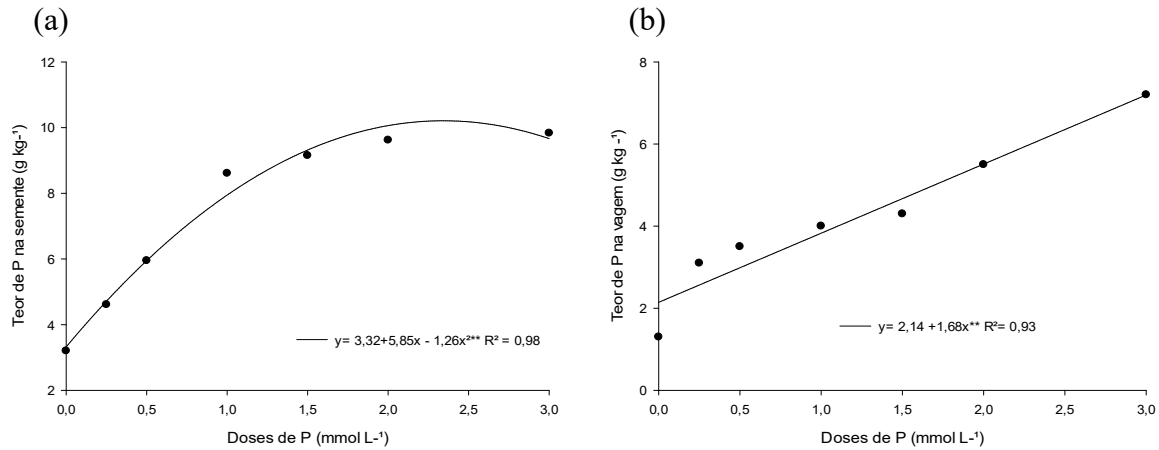 (a)
Teor de P na semente (g kg-¹)
12
10
8
6
4
2
y= 3,32+5,85x - 1,26x²** R² = 0,98
0,0 0,5 1,0 1,5 2,0 2,5 3,0
Doses de P (mmol L-¹)
(b)
Teor de P na vagem (g kg -¹)
8
6
4
2
0
y= 2,14 +1,68x** R²= 0,93
0,0 0,5 1,0 1,5 2,0 2,5 3,0
Doses de P (mmol L-¹)